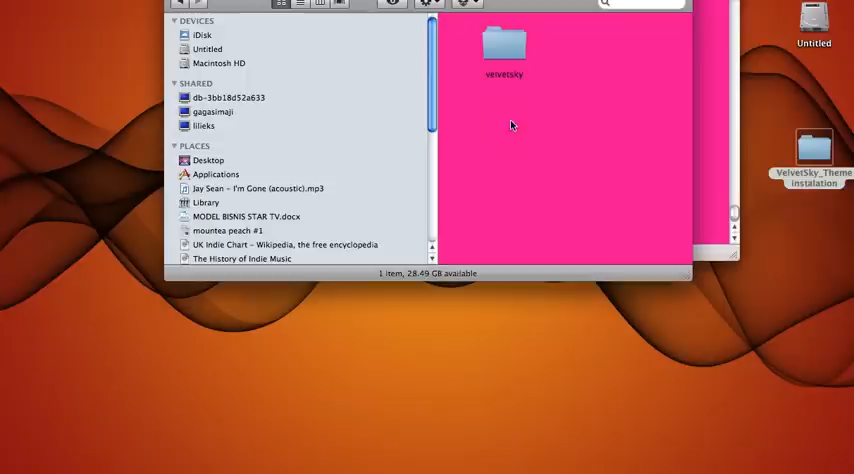 DEVICES
iDisk
Untitled
Macintosh HD
SHARED
db-3bb18d52a633
gagasimaji
lilieks
PLACES
Desktop
Applications
Jay Sean - I'm Gone (acoustic).mp3
Library
MODEL BISNIS STAR TV.docx
mountea peach #1
UK Indie Chart - Wikipedia, the free encyclopedia
The History of Indie Music
velvetsky
1 item, 28.49 GB available
Untitled
VelvetSky_Theme
instalation